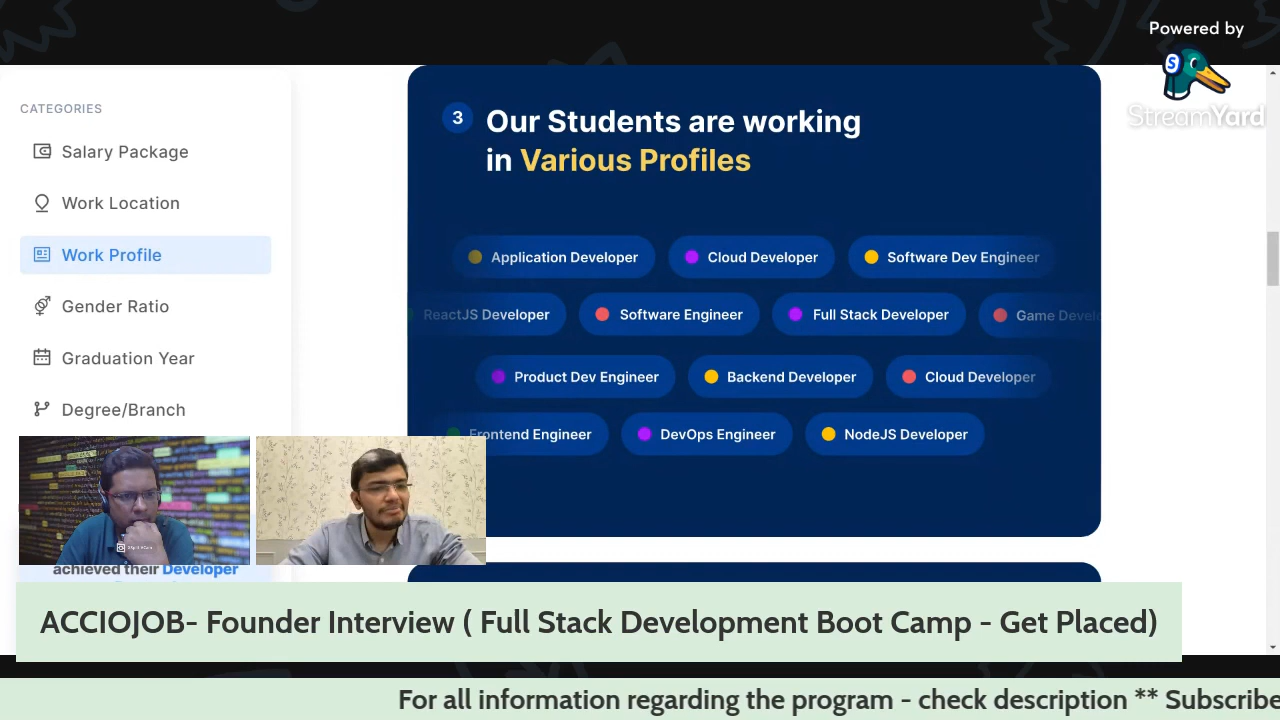 Powered by
StreamYard
CATEGORIES
Salary Package
Work Location
Work Profile
Gender Ratio
Graduation Year
Degree/Branch
3
Our Students are working
in Various Profiles
Application Developer
Cloud Developer
Software Dev Engineer
ReactJS Developer
Software Engineer
Full Stack Developer
Game Develo
Product Dev Engineer
Backend Developer
Cloud Developer
Frontend Engineer
DevOps Engineer
NodeJS Developer
achieved their Developer
ACCIOJOB- Founder Interview ( Full Stack Development Boot Camp - Get Placed)
For all information regarding the program - check description ** Subscribe